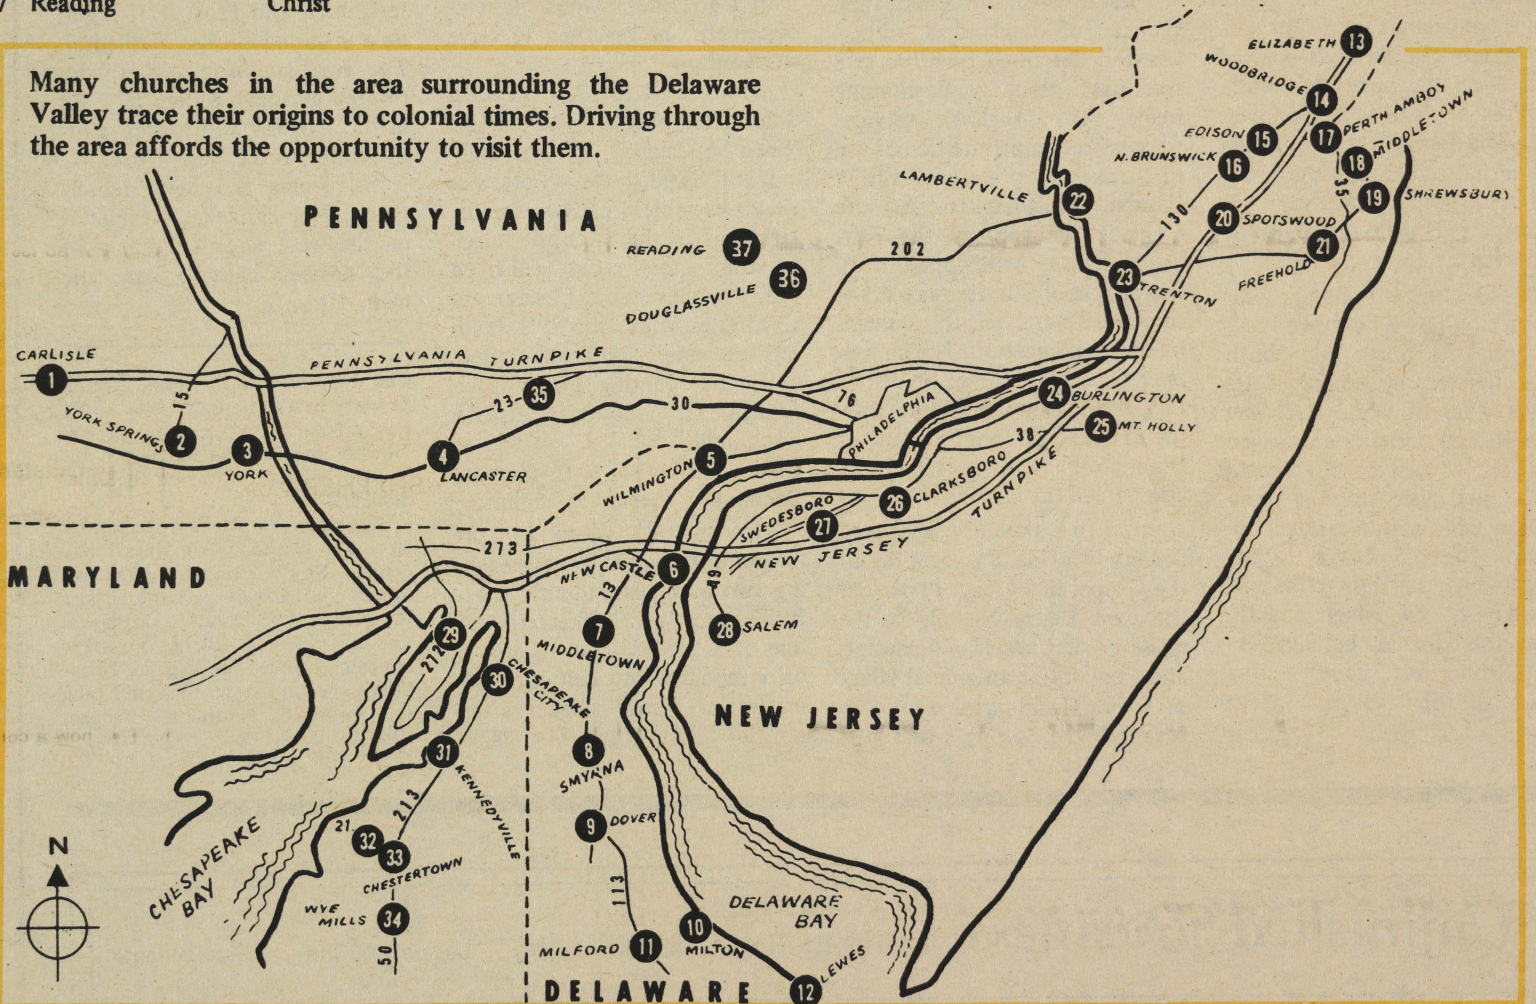 Reading Christ
Many churches in the area surrounding the Delaware
Valley trace their origins to colonial times. Driving through
the area affords the opportunity to visit them.
PENNSYLVANIA
ELIZABETH 13
WOODBRIDGE 14
EDISON 15
N. BRUNSWICK 16
17 PERTH AMBOY
18 MIDDLETOWN
35
19 SHREWSBURY
130
20 SPOTSWOOD
21
FREEHOLD
LAMBERTVILLE 22
202
23 TRENTON
READING 37
36
DOUGLASSVILLE
CARLISLE
1
PENNSYLVANIA TURNPIKE
15
YORK SPRINGS 2
3
YORK
23
35
30
4
LANCASTER
76
PHILADELPHIA
24 BURLINGTON
38
25 MT. HOLLY
5
WILMINGTON
26 CLARKSBORO
SWEDESBORO
27
NEW JERSEY TURNPIKE
MARYLAND
273
NEW CASTLE 6
13
49
7
MIDDLETOWN
28 SALEM
29
272
30
CHESAPEAKE
CITY
NEW JERSEY
31
KENNEDYVILLE
213
8
SMYRNA
9 DOVER
21
32
33
CHESTERTOWN
CHESAPEAKE
BAY
N
WYE
MILLS 34
50
113
DELAWARE
BAY
10
MILTON
MILFORD 11
12 LEWES
DELAWARE